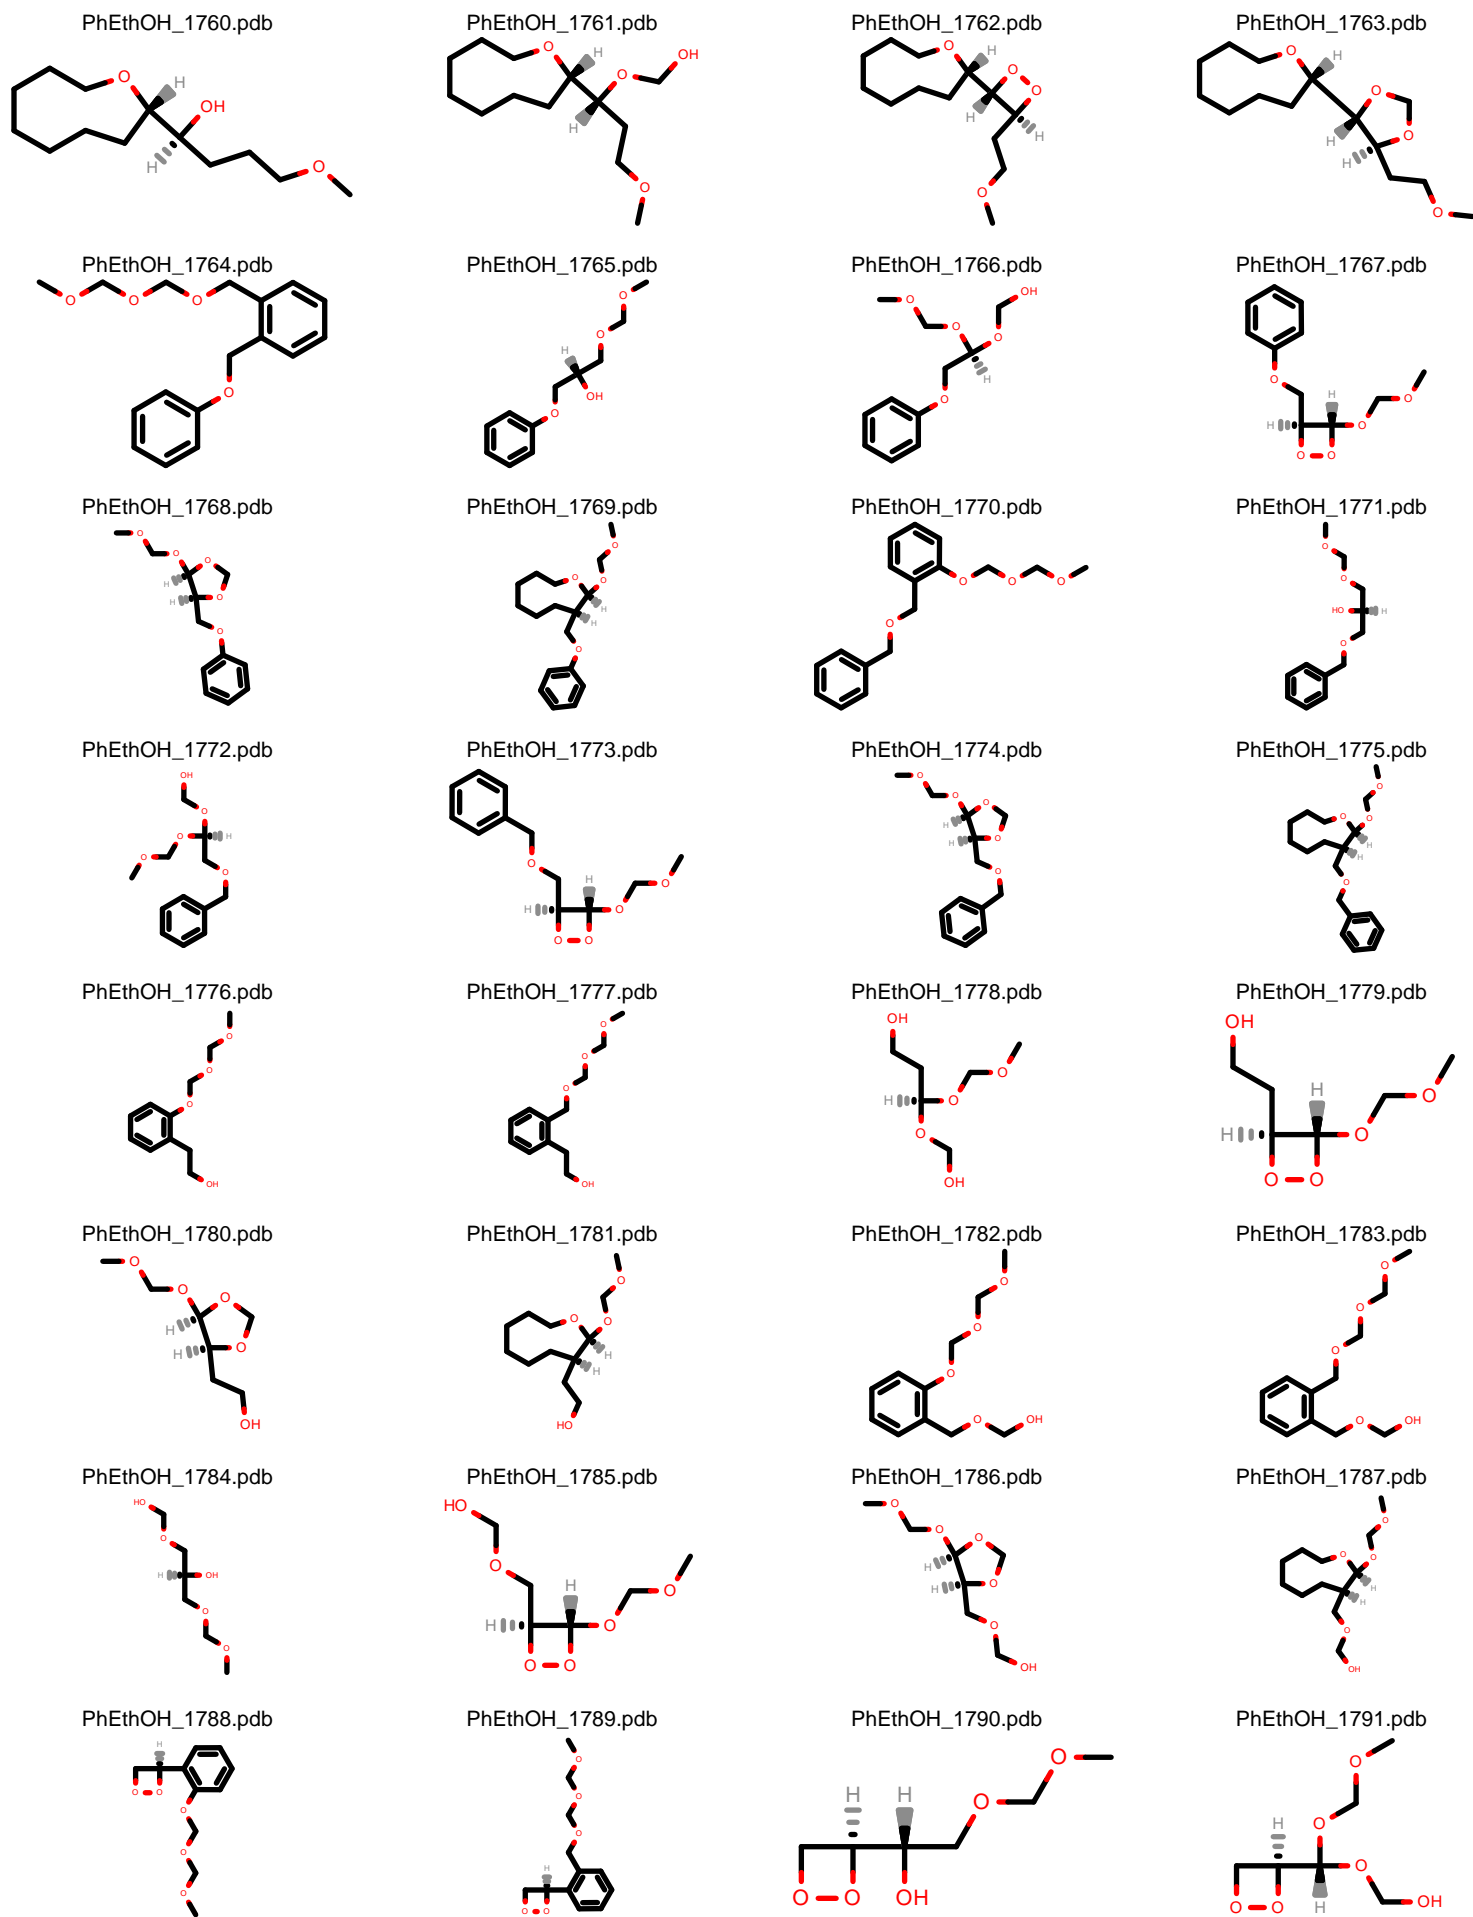 PhEthOH_1760.pdb PhEthOH_1761.pdb PhEthOH_1762.pdb PhEthOH_1763.pdb
PhEthOH_1764.pdb PhEthOH_1765.pdb PhEthOH_1766.pdb PhEthOH_1767.pdb
PhEthOH_1768.pdb PhEthOH_1769.pdb PhEthOH_1770.pdb PhEthOH_1771.pdb
PhEthOH_1772.pdb PhEthOH_1773.pdb PhEthOH_1774.pdb PhEthOH_1775.pdb
PhEthOH_1776.pdb PhEthOH_1777.pdb PhEthOH_1778.pdb PhEthOH_1779.pdb
PhEthOH_1780.pdb PhEthOH_1781.pdb PhEthOH_1782.pdb PhEthOH_1783.pdb
PhEthOH_1784.pdb PhEthOH_1785.pdb PhEthOH_1786.pdb PhEthOH_1787.pdb
PhEthOH_1788.pdb PhEthOH_1789.pdb PhEthOH_1790.pdb PhEthOH_1791.pdb